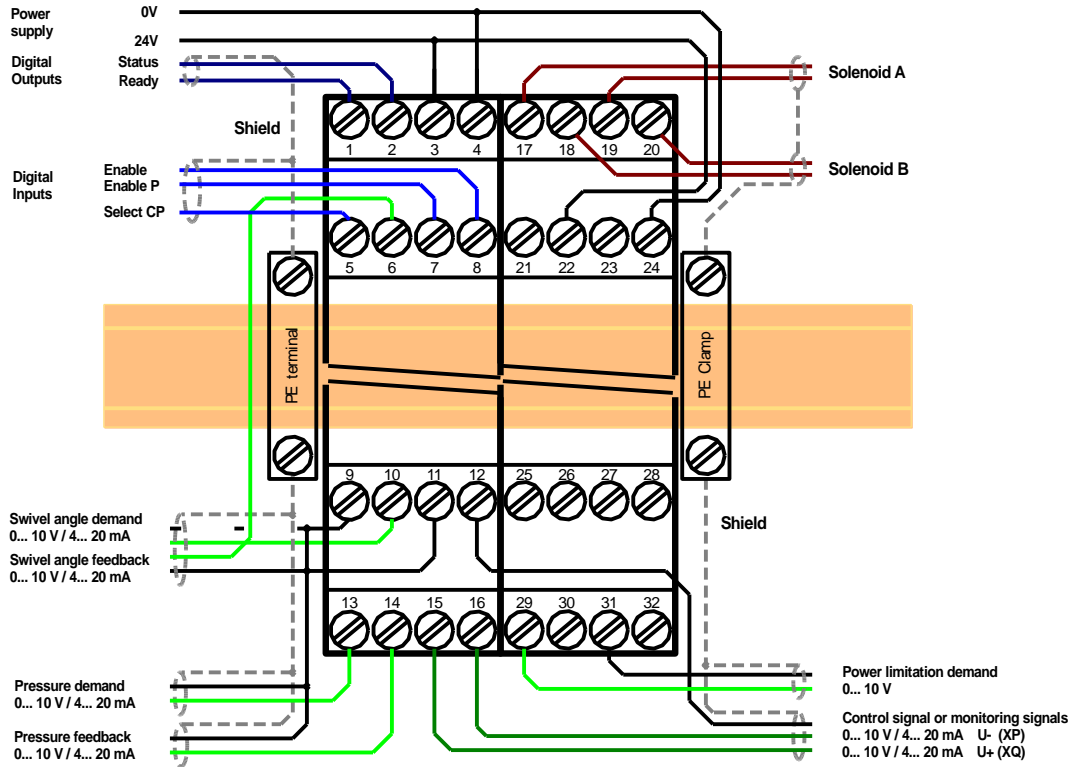 Power supply
0V
24V
Digital Outputs
Status
Ready
Shield
Solenoid A
1 2 3 4 17 18 19 20
Digital Inputs
Enable
Enable P
Select CP
Solenoid B
5 6 7 8 21 22 23 24
PE terminal
PE Clamp
9 10 11 12 25 26 27 28
Swivel angle demand
0... 10 V / 4... 20 mA
Swivel angle feedback
0... 10 V / 4... 20 mA
Shield
13 14 15 16 29 30 31 32
Pressure demand
0... 10 V / 4... 20 mA
Pressure feedback
0... 10 V / 4... 20 mA
Power limitation demand
0... 10 V
Control signal or monitoring signals
0... 10 V / 4... 20 mA U- (XP)
0... 10 V / 4... 20 mA U+ (XQ)